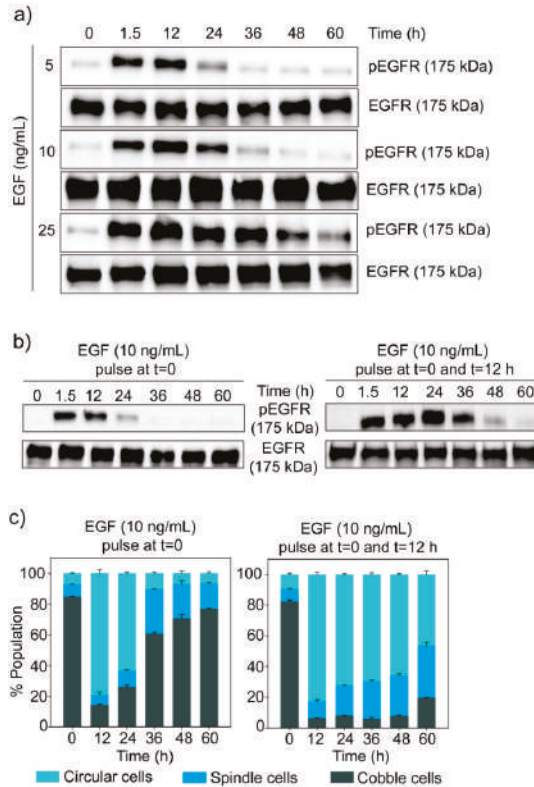 a)
0 1.5 12 24 36 48 60 Time (h)
EGF (ng/mL)
5 pEGFR (175 kDa)
EGFR (175 kDa)
10 pEGFR (175 kDa)
EGFR (175 kDa)
25 pEGFR (175 kDa)
EGFR (175 kDa)
b)
EGF (10 ng/mL)
pulse at t=0
EGF (10 ng/mL)
pulse at t=0 and t=12 h
0 1.5 12 24 36 48 60 Time (h) 0 1.5 12 24 36 48 60
pEGFR
(175 kDa)
EGFR
(175 kDa)
c)
EGF (10 ng/mL)
pulse at t=0
EGF (10 ng/mL)
pulse at t=0 and t=12 h
% Population
100
80
60
40
20
0
0 12 24 36 48 60
Time (h)
100
80
60
40
20
0
0 12 24 36 48 60
Time (h)
Circular cells Spindle cells Cobble cells